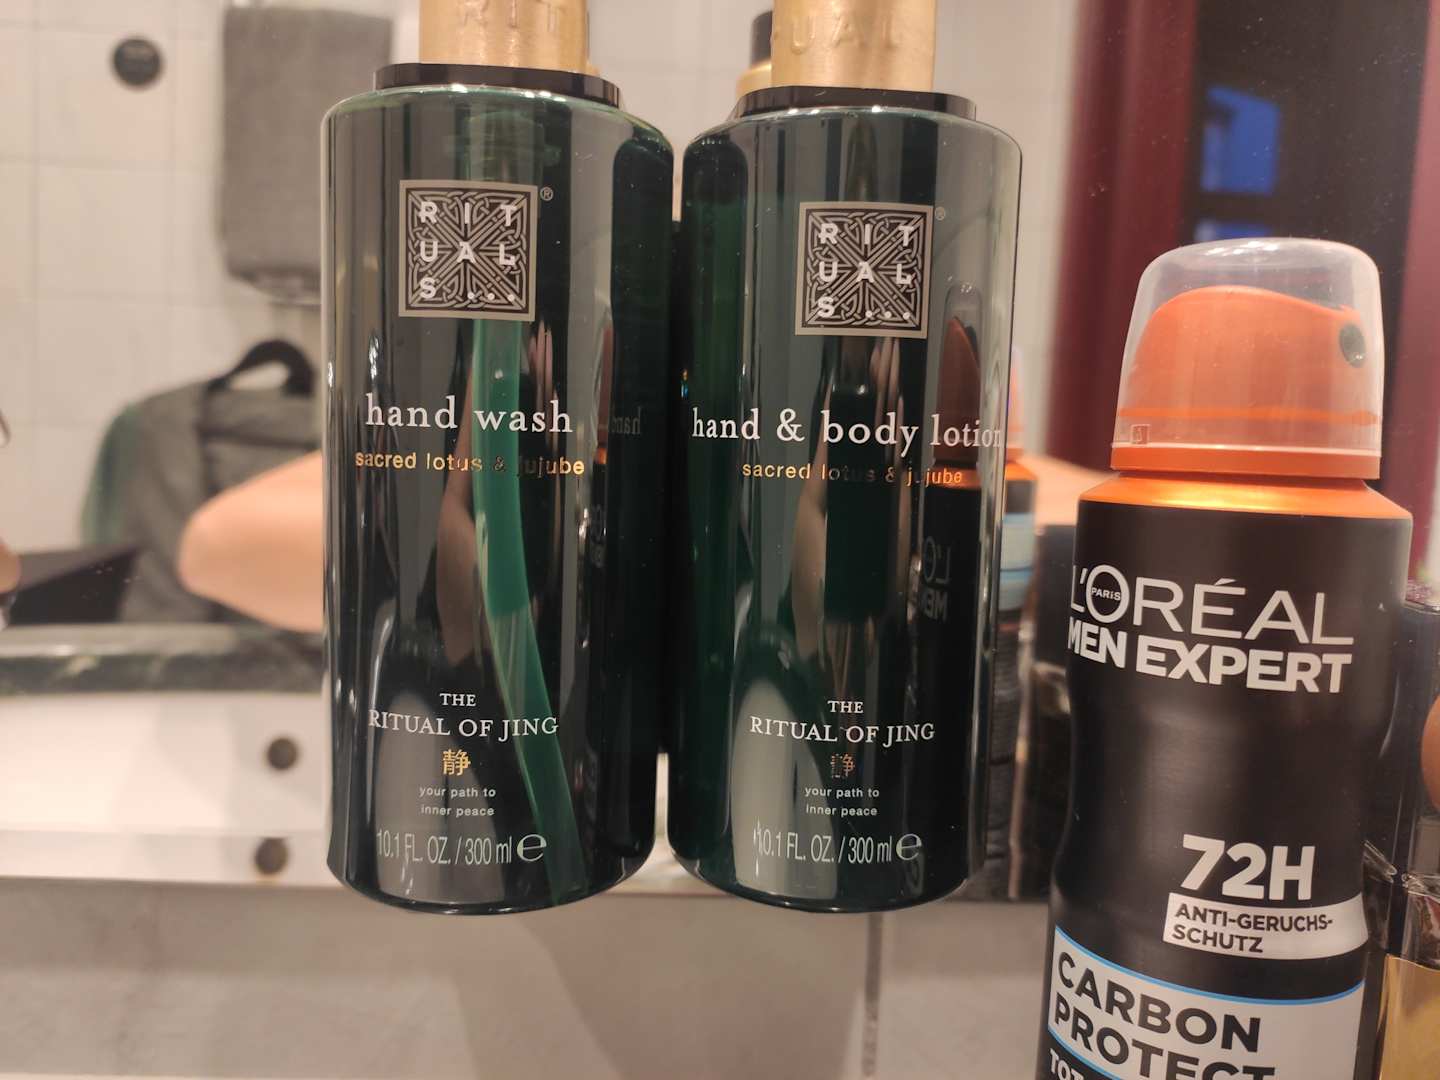 RIT
UAL
S...
®
hand wash
sacred lotus & jujube
THE
RITUAL OF JING
静
your path to
inner peace
10.1 FL. OZ. / 300 ml ℮
RIT
UAL
RIT
UAL
S...
®
hand & body lotion
sacred lotus & jujube
THE
RITUAL OF JING
静
your path to
inner peace
10.1 FL. OZ. / 300 ml ℮
L'ORÉAL
PARIS
MEN EXPERT
72H
ANTI-GERUCHS-
SCHUTZ
CARBON
PROTECT